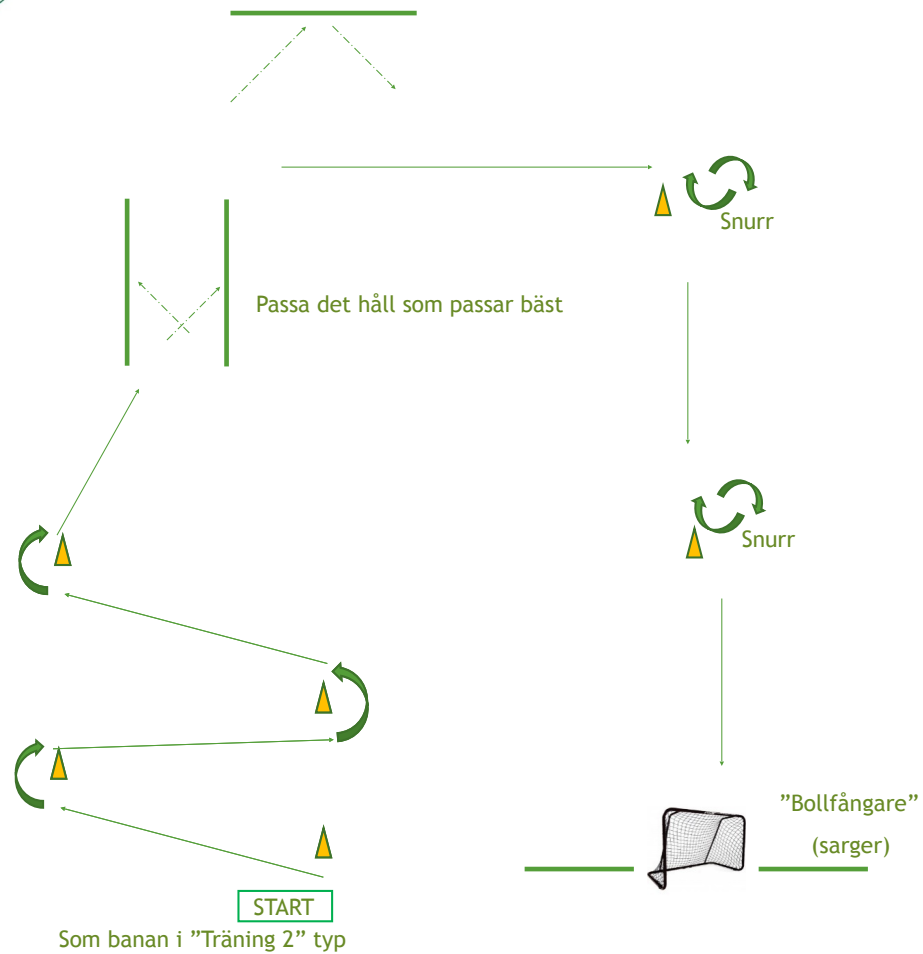 Snurr
Passa det håll som passar bäst
Snurr
”Bollfångare”
(sarger)
START
Som banan i ”Träning 2” typ